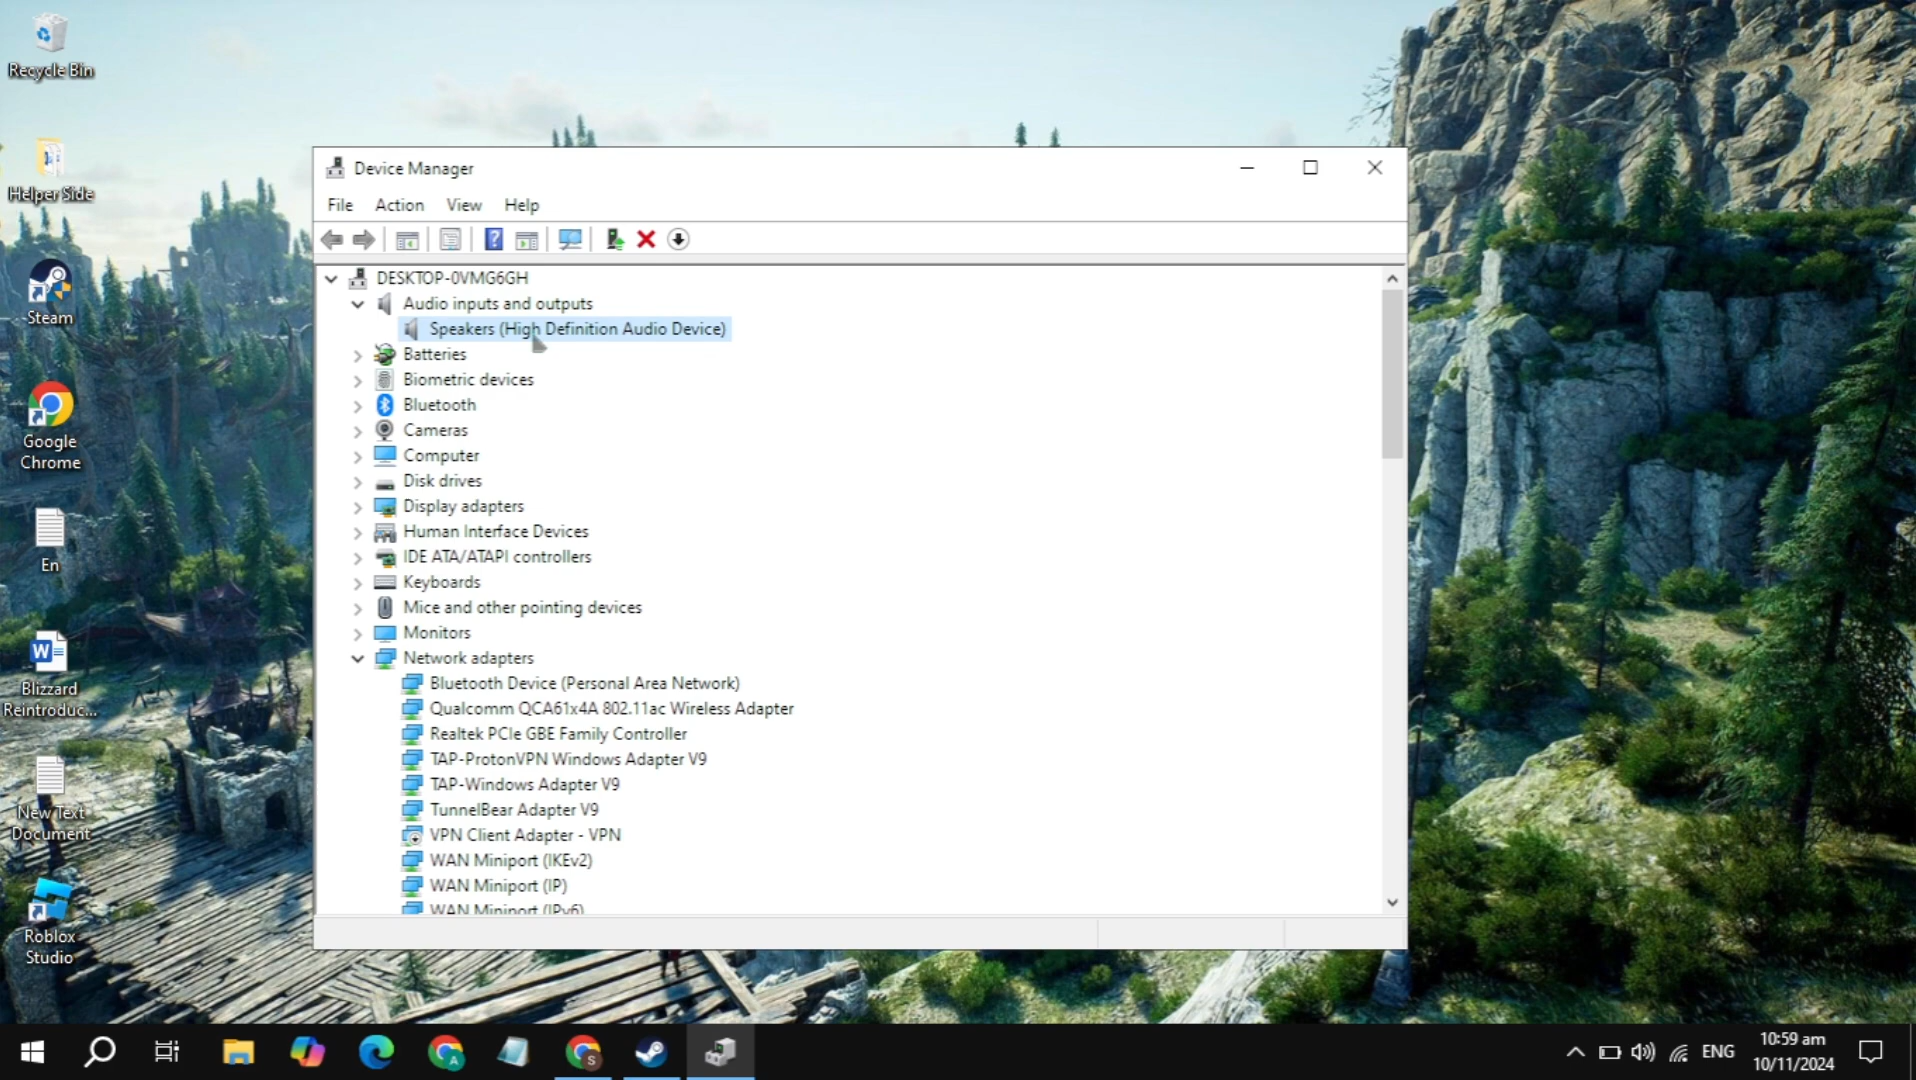 Recycle Bin
Helper Side
Steam
Google
Chrome
En
Blizzard
Reintroduc...
New Text
Document
Roblox
Studio
Device Manager
File Action View Help
DESKTOP-0VMG6GH
Audio inputs and outputs
Speakers (High Definition Audio Device)
Batteries
Biometric devices
Bluetooth
Cameras
Computer
Disk drives
Display adapters
Human Interface Devices
IDE ATA/ATAPI controllers
Keyboards
Mice and other pointing devices
Monitors
Network adapters
Bluetooth Device (Personal Area Network)
Qualcomm QCA61x4A 802.11ac Wireless Adapter
Realtek PCIe GBE Family Controller
TAP-ProtonVPN Windows Adapter V9
TAP-Windows Adapter V9
TunnelBear Adapter V9
VPN Client Adapter - VPN
WAN Miniport (IKEv2)
WAN Miniport (IP)
WAN Miniport (IPv6)
ENG
10:59 am
10/11/2024